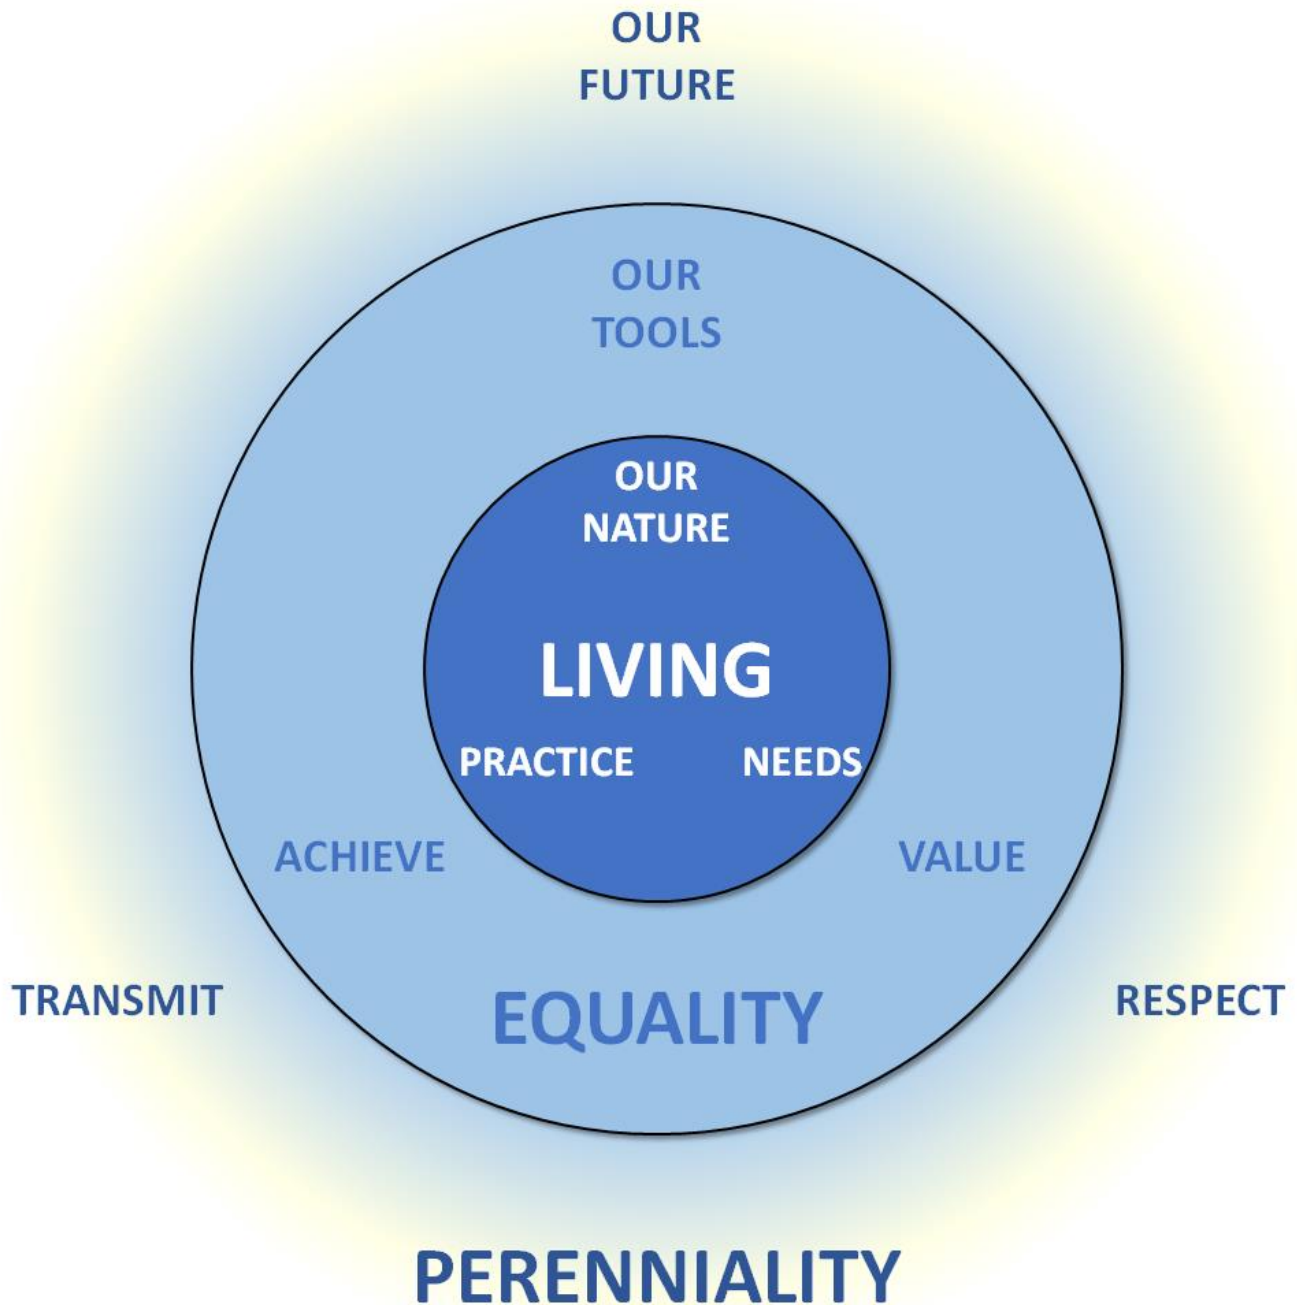 OUR
FUTURE
OUR
TOOLS
OUR
NATURE
LIVING
PRACTICE NEEDS
ACHIEVE VALUE
TRANSMIT RESPECT
EQUALITY
PERENNIALITY